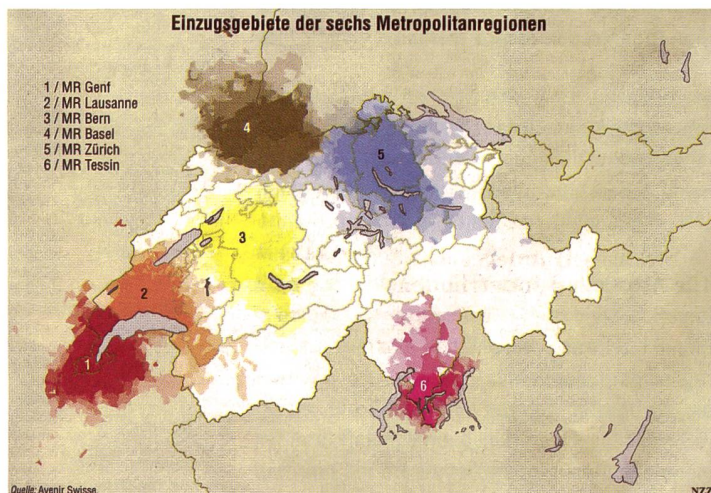 Einzugsgebiete der sechs Metropolitanregionen
1 / MR Genf
2 / MR Lausanne
3 / MR Bern
4 / MR Basel
5 / MR Zürich
6 / MR Tessin
4
5
3
2
1
6
Quelle: Avenir Swisse.
NZZ